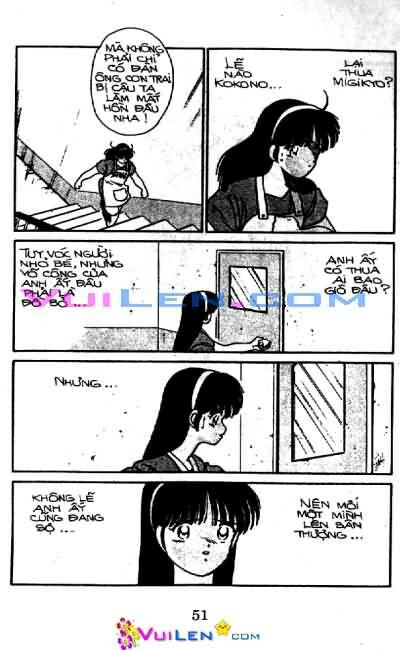 MÀ KHÔNG
PHẢI CHỈ
CÓ ĐÁN
ÔNG CON TRAI
BỊ CẬU TA
LÀM MẤT
HỒN ĐÂU
NHA !
LẼ
NÀO
KOKONO...
LẠI
THUA
MIGIKYO?
TUY VÓC NGƯỜI
NHỎ BÉ, NHƯNG
VÕ CÔNG CỦA
ANH ẤY ĐÂU
PHẢI LÀ
ĐỒ BỎ....
ANH ẤY
CÓ THUA
AI BAO
GIỜ ĐÂU?
VUILEN.COM
NHƯNG...
KHÔNG LẼ
ANH ẤY
CŨNG ĐANG
SỢ ...
NÊN MỚI
MỘT MÌNH
LÊN SÂN
THƯỢNG...
51
VUILEN.COM